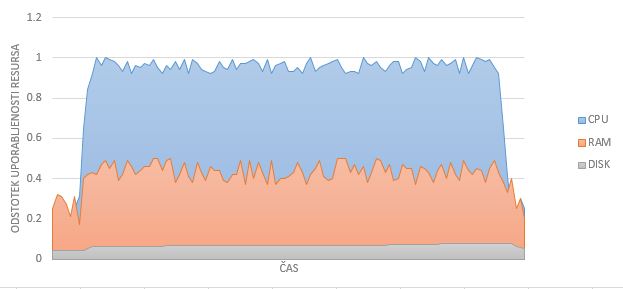 1.2
1
0.8
0.6
0.4
0.2
0
ODSTOTEK UPORABLJENOSTI RESURSA
ČAS
CPU
RAM
DISK